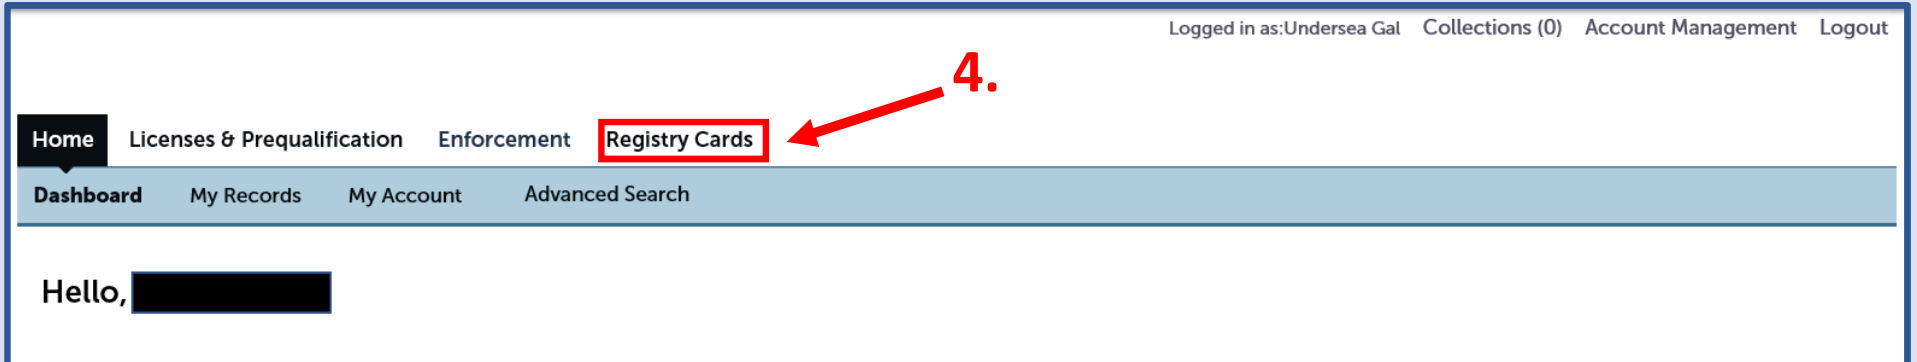 Logged in as:Undersea Gal Collections (0) Account Management Logout
4.
Home Licenses & Prequalification Enforcement Registry Cards
Dashboard My Records My Account Advanced Search
Hello,